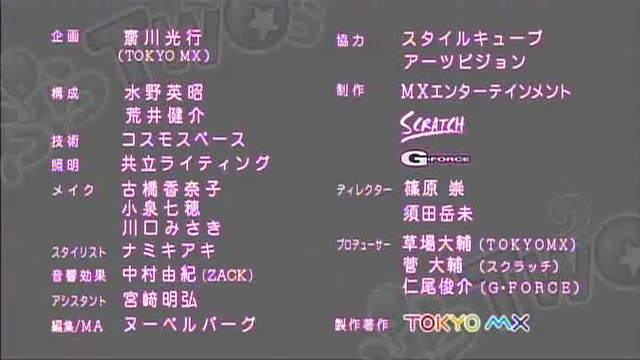 企画 齋川光行
(TOKYO MX)
構成 水野英昭
荒井健介
技術 コスモスペース
照明 共立ライティング
メイク 古橋香奈子
小泉七穂
川口みさき
スタイリスト ナミキアキ
音響効果 中村由紀(ZACK)
アシスタント 宮﨑明弘
編集/MA ヌーベルバーグ
協力 スタイルキューブ
アーツビジョン
制作 MXエンターテインメント
SCRATCH
G-FORCE
ディレクター 篠原 崇
須田岳未
プロデューサー 草場大輔(TOKYOMX)
菅 大輔 (スクラッチ)
仁尾俊介(G・FORCE)
製作著作 TOKYO MX